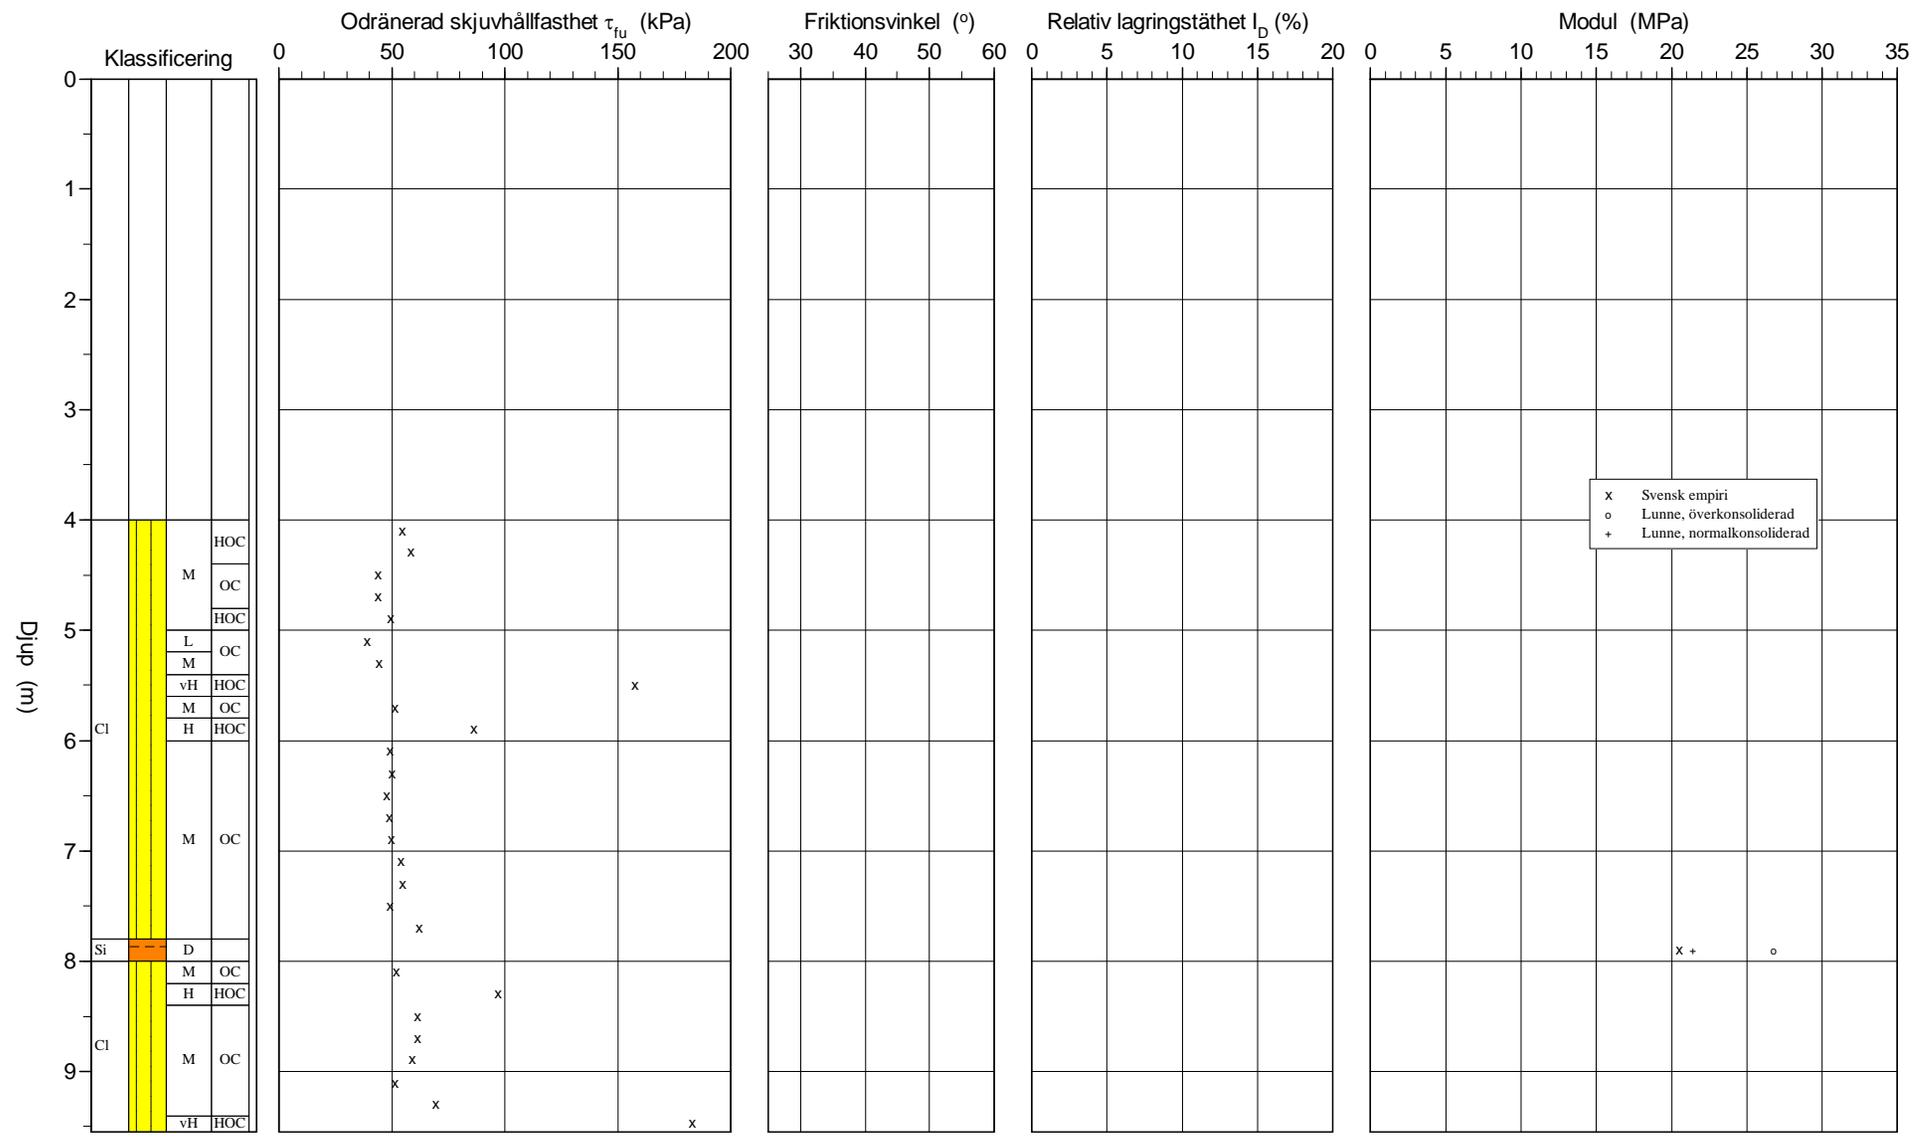 Odränerad skjuvhållfasthet τfu (kPa)
Friktionsvinkel (o)
Relativ lagringstäthet ID (%)
Modul (MPa)
Klassificering
0 50 100 150 200
30 40 50 60
0 5 10 15 20
0 5 10 15 20 25 30 35
Djup (m)
0
1
2
3
x Svensk empiri
o Lunne, överkonsoliderad
+ Lunne, normalkonsoliderad
4
HOC
M
OC
HOC
5
L
OC
M
vH HOC
M OC
Cl H HOC
6
M OC
7
Si D
8
M OC
H HOC
Cl
M OC
9
vH HOC